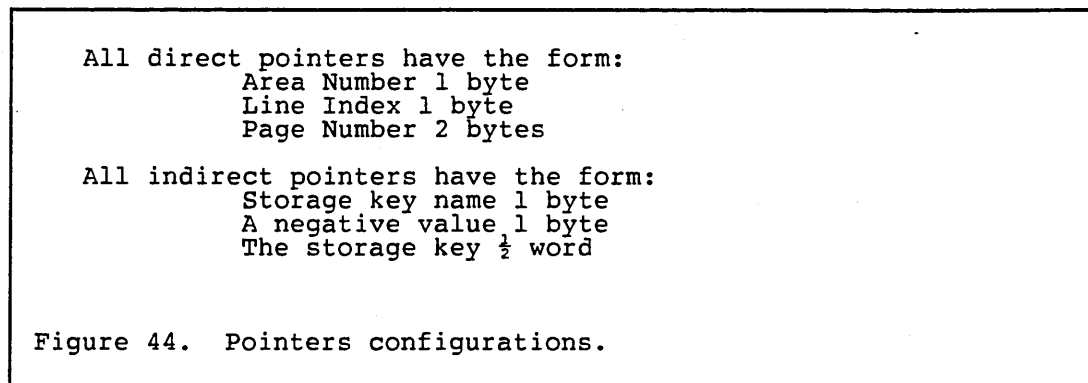 All direct pointers have the form:
Area Number 1 byte
Line Index 1 byte
Page Number 2 bytes
All indirect pointers have the form:
Storage key name 1 byte
A negative value 1 byte
The storage key ½ word
Figure 44. Pointers configurations.